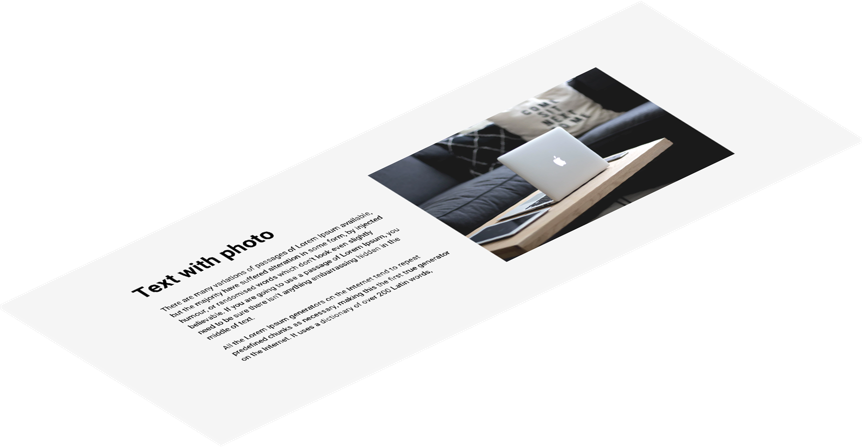 Text with photo
There are many variations of passages of Lorem Ipsum available,
but the majority have suffered alteration in some form, by injected
humour, or randomised words which don't look even slightly
believable. If you are going to use a passage of Lorem Ipsum, you
need to be sure there isn't anything embarrassing hidden in the
middle of text.
All the Lorem Ipsum generators on the Internet tend to repeat
predefined chunks as necessary, making this the first true generator
on the Internet. It uses a dictionary of over 200 Latin words,
COME
SIT
NEXT